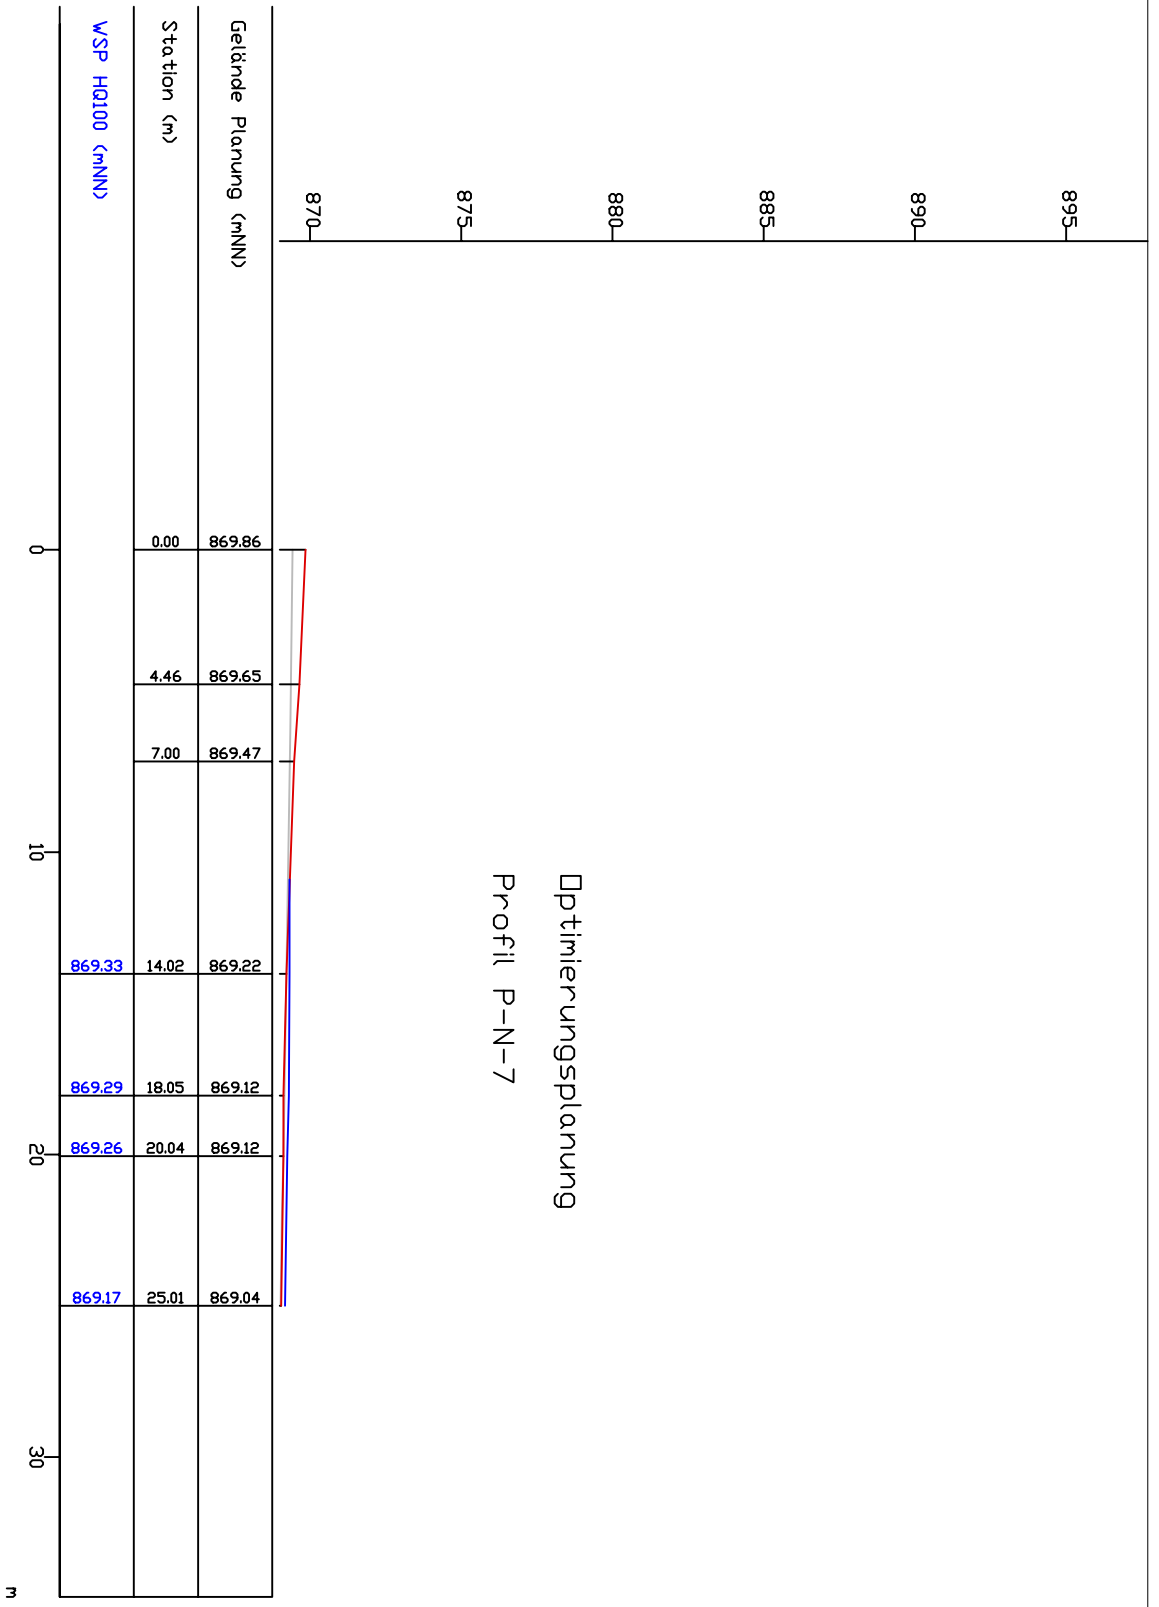 Optimierungsplanung
Profil P-N-7
895
890
885
880
875
870
Gelände Planung (mNN) 869.86 869.65 869.47 869.22 869.12 869.12 869.04
Station (m) 0.00 4.46 7.00 14.02 18.05 20.04 25.01
WSP HQ100 (mNN) 869.33 869.29 869.26 869.17
0 10 20 30
m